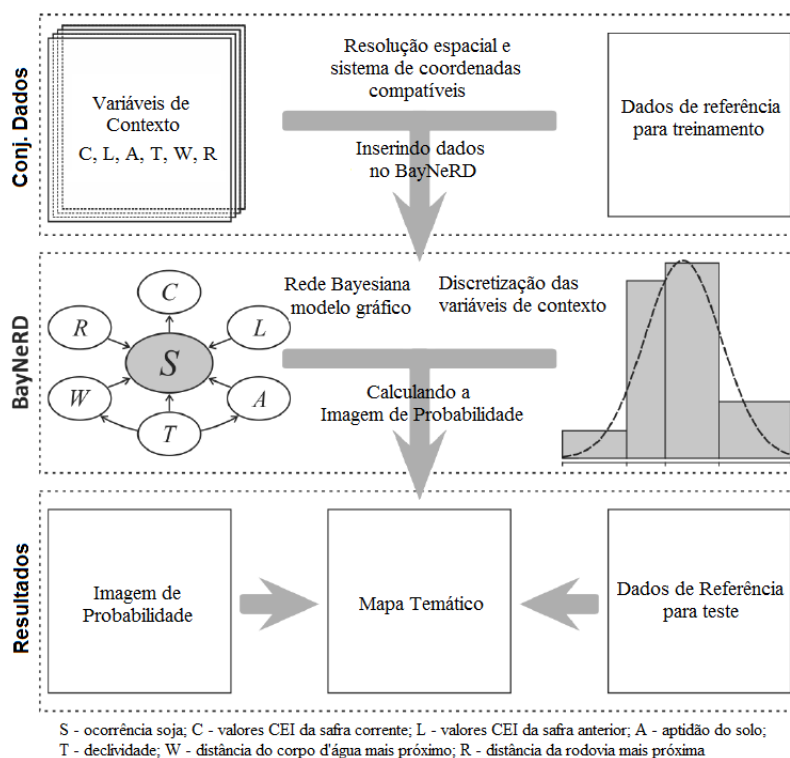 Conj. Dados
Variáveis de
Contexto
C, L, A, T, W, R
Resolução espacial e
sistema de coordenadas
compatíveis
Inserindo dados
no BayNeRD
Dados de referência
para treinamento
BayNeRD
C
R
L
S
W
A
T
Rede Bayesiana
modelo gráfico
Discretização das
variáveis de contexto
Calculando a
Imagem de Probabilidade
Resultados
Imagem de
Probabilidade
Mapa Temático
Dados de Referência
para teste
S - ocorrência soja; C - valores CEI da safra corrente; L - valores CEI da safra anterior; A - aptidão do solo;
T - declividade; W - distância do corpo d'água mais próximo; R - distância da rodovia mais próxima